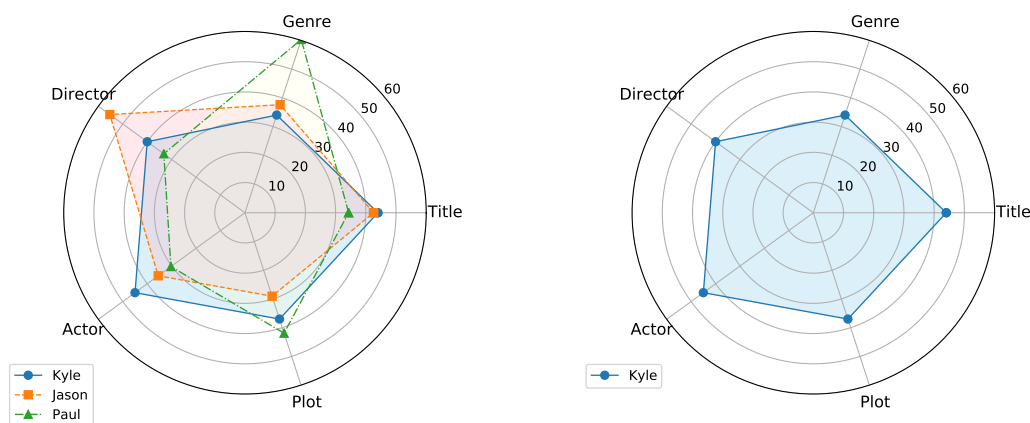 Genre
Director
60
50
40
30
20
10
Title
Actor
Plot
Kyle
Jason
Paul
Genre
Director
60
50
40
30
20
10
Title
Actor
Plot
Kyle